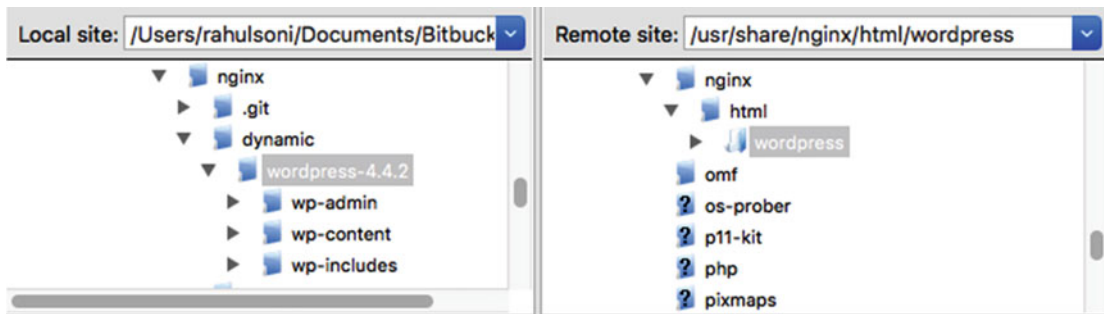 Local site: /Users/rahulsoni/Documents/Bitbuck
nginx
.git
dynamic
wordpress-4.4.2
wp-admin
wp-content
wp-includes
Remote site: /usr/share/nginx/html/wordpress
nginx
html
wordpress
omf
? os-prober
? p11-kit
? php
? pixmaps